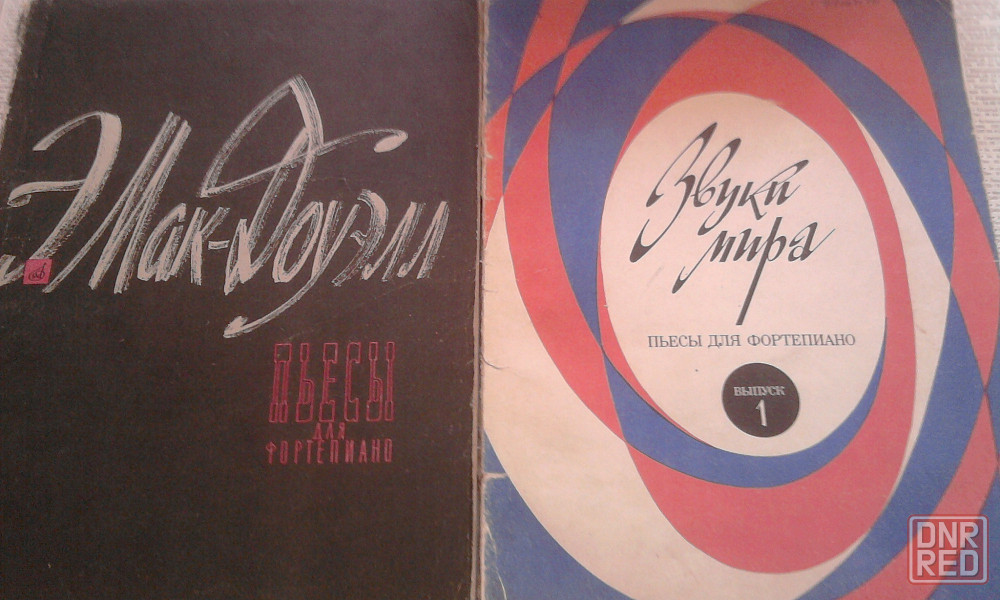 Э. Мак-Доуэлл
ПЬЕСЫ
ДЛЯ
ФОРТЕПИАНО
Звуки
мира
ПЬЕСЫ ДЛЯ ФОРТЕПИАНО
ВЫПУСК
1
DNR
RED